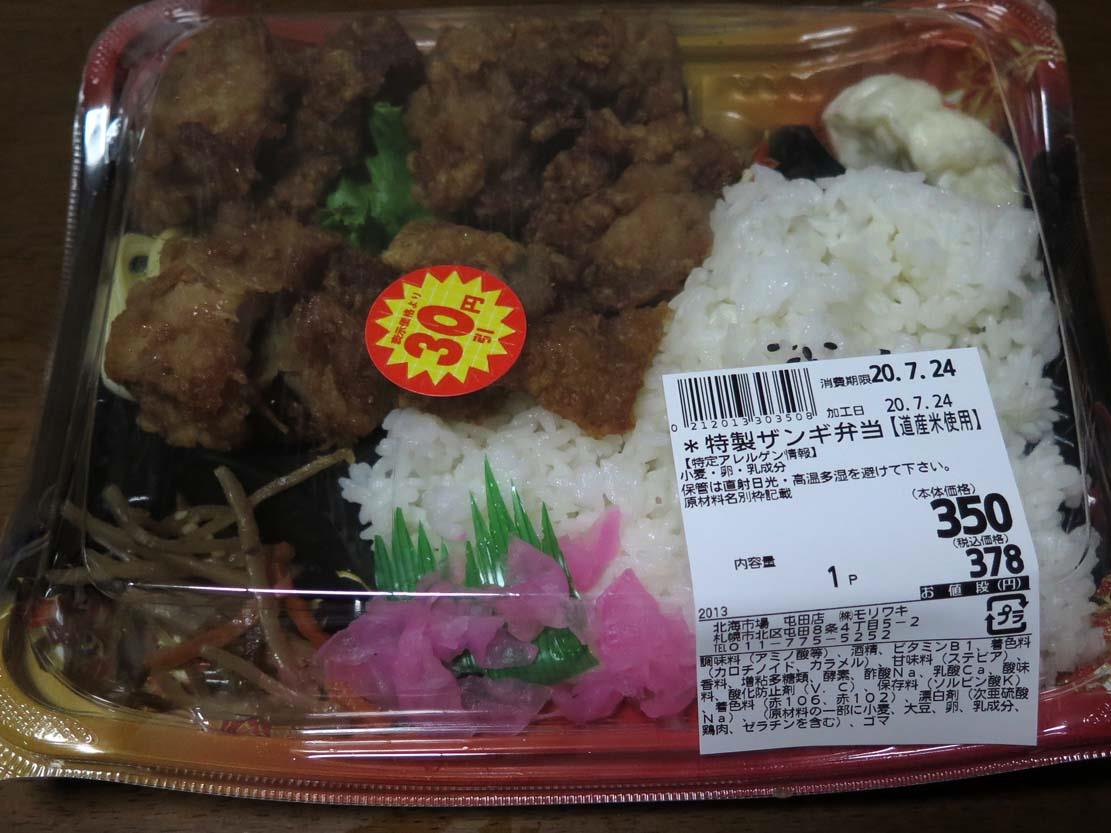 表示価格より
30円
引
消費期限20.7.24
加工日 20.7.24
0212013303508
*特製ザンギ弁当【道産米使用】
【特定アレルゲン情報】
小麦・卵・乳成分
保管は直射日光・高温多湿を避けて下さい。
原材料名別枠記載
(本体価格)
350
(税込価格)
378
お値段(円)
内容量
1P
プラ
2013
北海市場 屯田店 ㈱モリワキ
札幌市北区屯田8条4丁目5-2
TEL011-775-5252
調味料(アミノ酸等)、酒精、ビタミンB1、着色料
(カロチノイド、カラメル)、甘味料(ステビア)、
香料、増粘多糖類、酵素、酢酸Na、乳酸Ca、酸味
料、酸化防止剤(V.C)、保存料(ソルビン酸K)
、着色料(赤106、赤102)、漂白剤(次亜硫酸
Na)、(原材料の一部に小麦、大豆、卵、乳成分、
鶏肉、ゼラチンを含む)、ゴマ